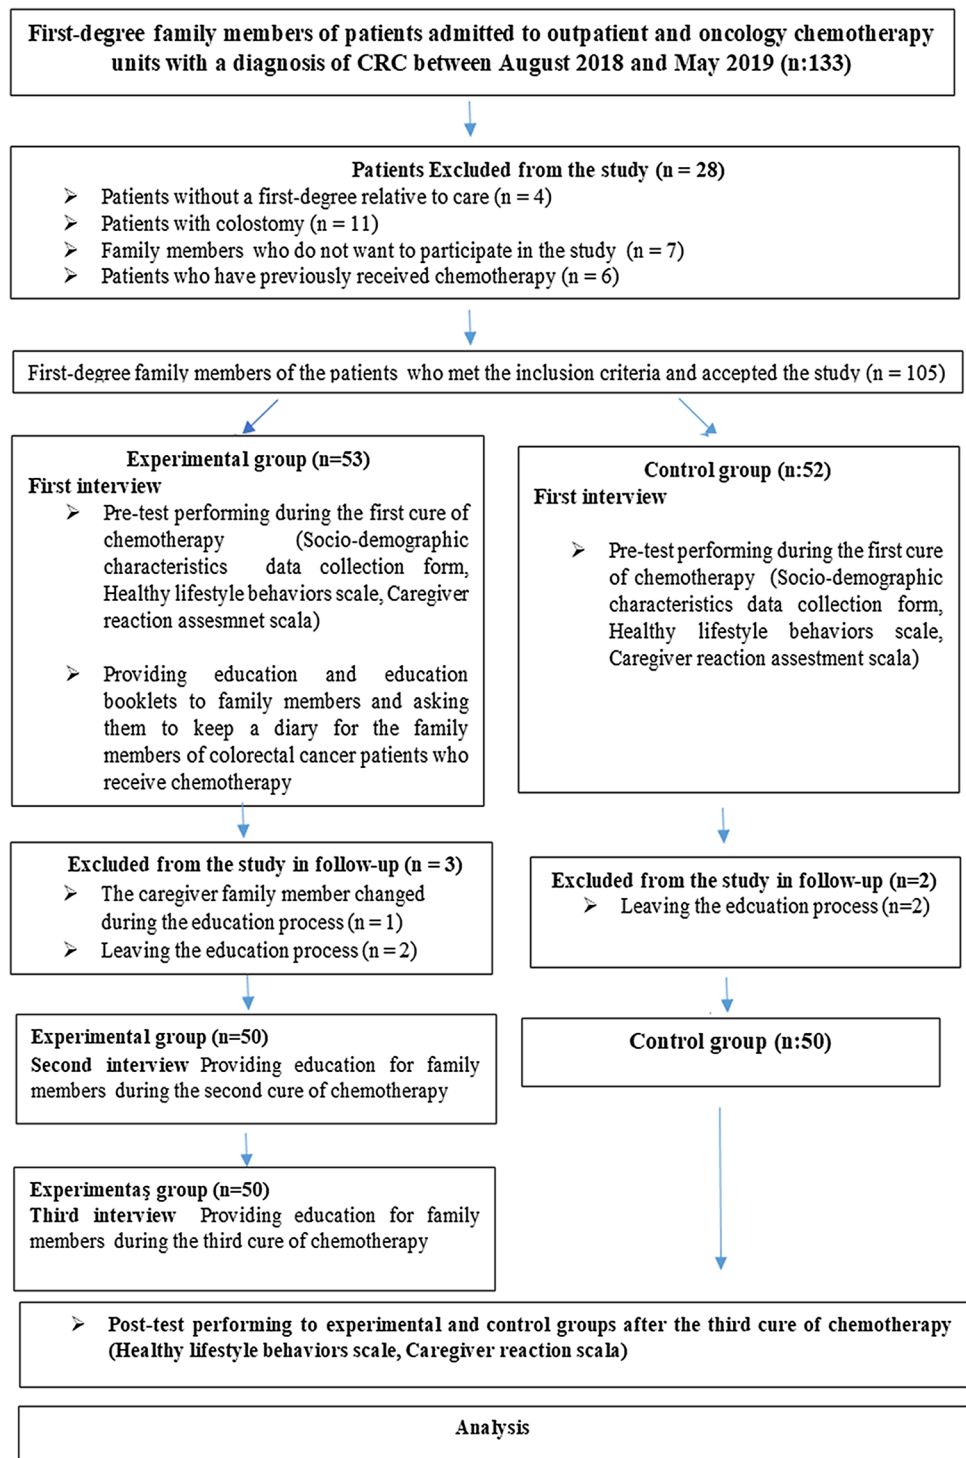 First-degree family members of patients admitted to outpatient and oncology chemotherapy
units with a diagnosis of CRC between August 2018 and May 2019 (n:133)
Patients Excluded from the study (n = 28)
➢ Patients without a first-degree relative to care (n = 4)
➢ Patients with colostomy (n = 11)
➢ Family members who do not want to participate in the study (n = 7)
➢ Patients who have previously received chemotherapy (n = 6)
First-degree family members of the patients who met the inclusion criteria and accepted the study (n = 105)
Experimental group (n=53)
First interview
➢ Pre-test performing during the first cure of
chemotherapy (Socio-demographic
characteristics data collection form,
Healthy lifestyle behaviors scale, Caregiver
reaction assesmnet scala)
➢ Providing education and education
booklets to family members and asking
them to keep a diary for the family
members of colorectal cancer patients who
receive chemotherapy
Control group (n:52)
First interview
➢ Pre-test performing during the first cure
of chemotherapy (Socio-demographic
characteristics data collection form,
Healthy lifestyle behaviors scale,
Caregiver reaction assestment scala)
Excluded from the study in follow-up (n = 3)
➢ The caregiver family member changed
during the education process (n = 1)
➢ Leaving the education process (n = 2)
Excluded from the study in follow-up (n=2)
➢ Leaving the edcuation process (n=2)
Experimental group (n=50)
Second interview Providing education for family
members during the second cure of chemotherapy
Control group (n:50)
Experimentaş group (n=50)
Third interview Providing education for family
members during the third cure of chemotherapy
➢ Post-test performing to experimental and control groups after the third cure of chemotherapy
(Healthy lifestyle behaviors scale, Caregiver reaction scala)
Analysis